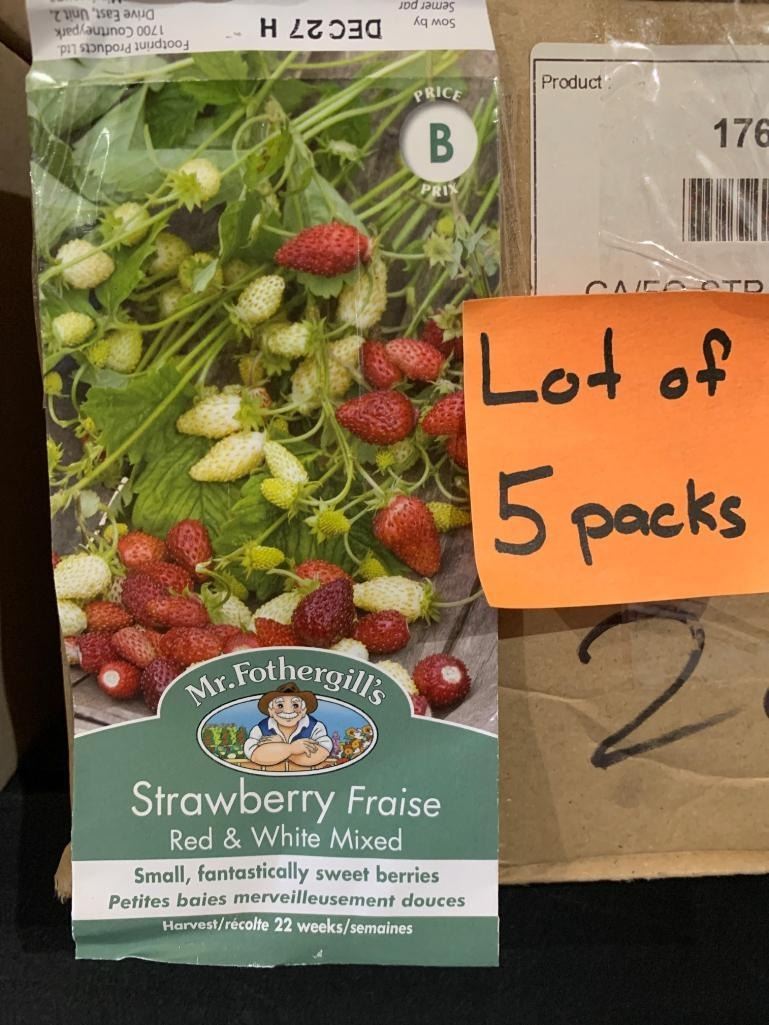 Footprint Products Ltd.
1700 Courtneypark
Drive East, Unit 2,
Sow by
Semer par
DEC 27 H
PRICE
B
PRIX
Product :
176
Lot of
5 packs
2
Mr. Fothergill's
Strawberry Fraise
Red & White Mixed
Small, fantastically sweet berries
Petites baies merveilleusement douces
Harvest/récolte 22 weeks/semaines